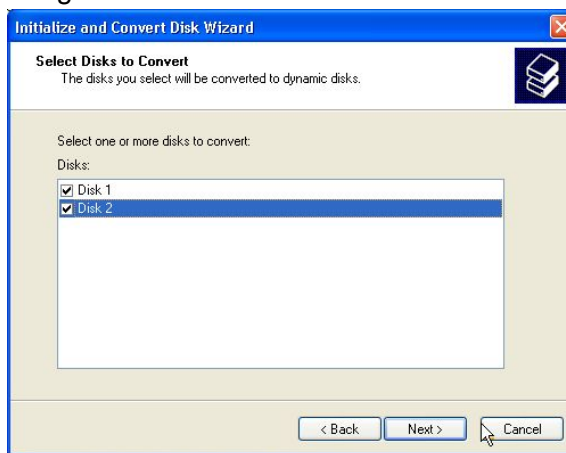 Initialize and Convert Disk Wizard
Select Disks to Convert
The disks you select will be converted to dynamic disks.
Select one or more disks to convert:
Disks:
Disk 1
Disk 2
< Back
Next >
Cancel